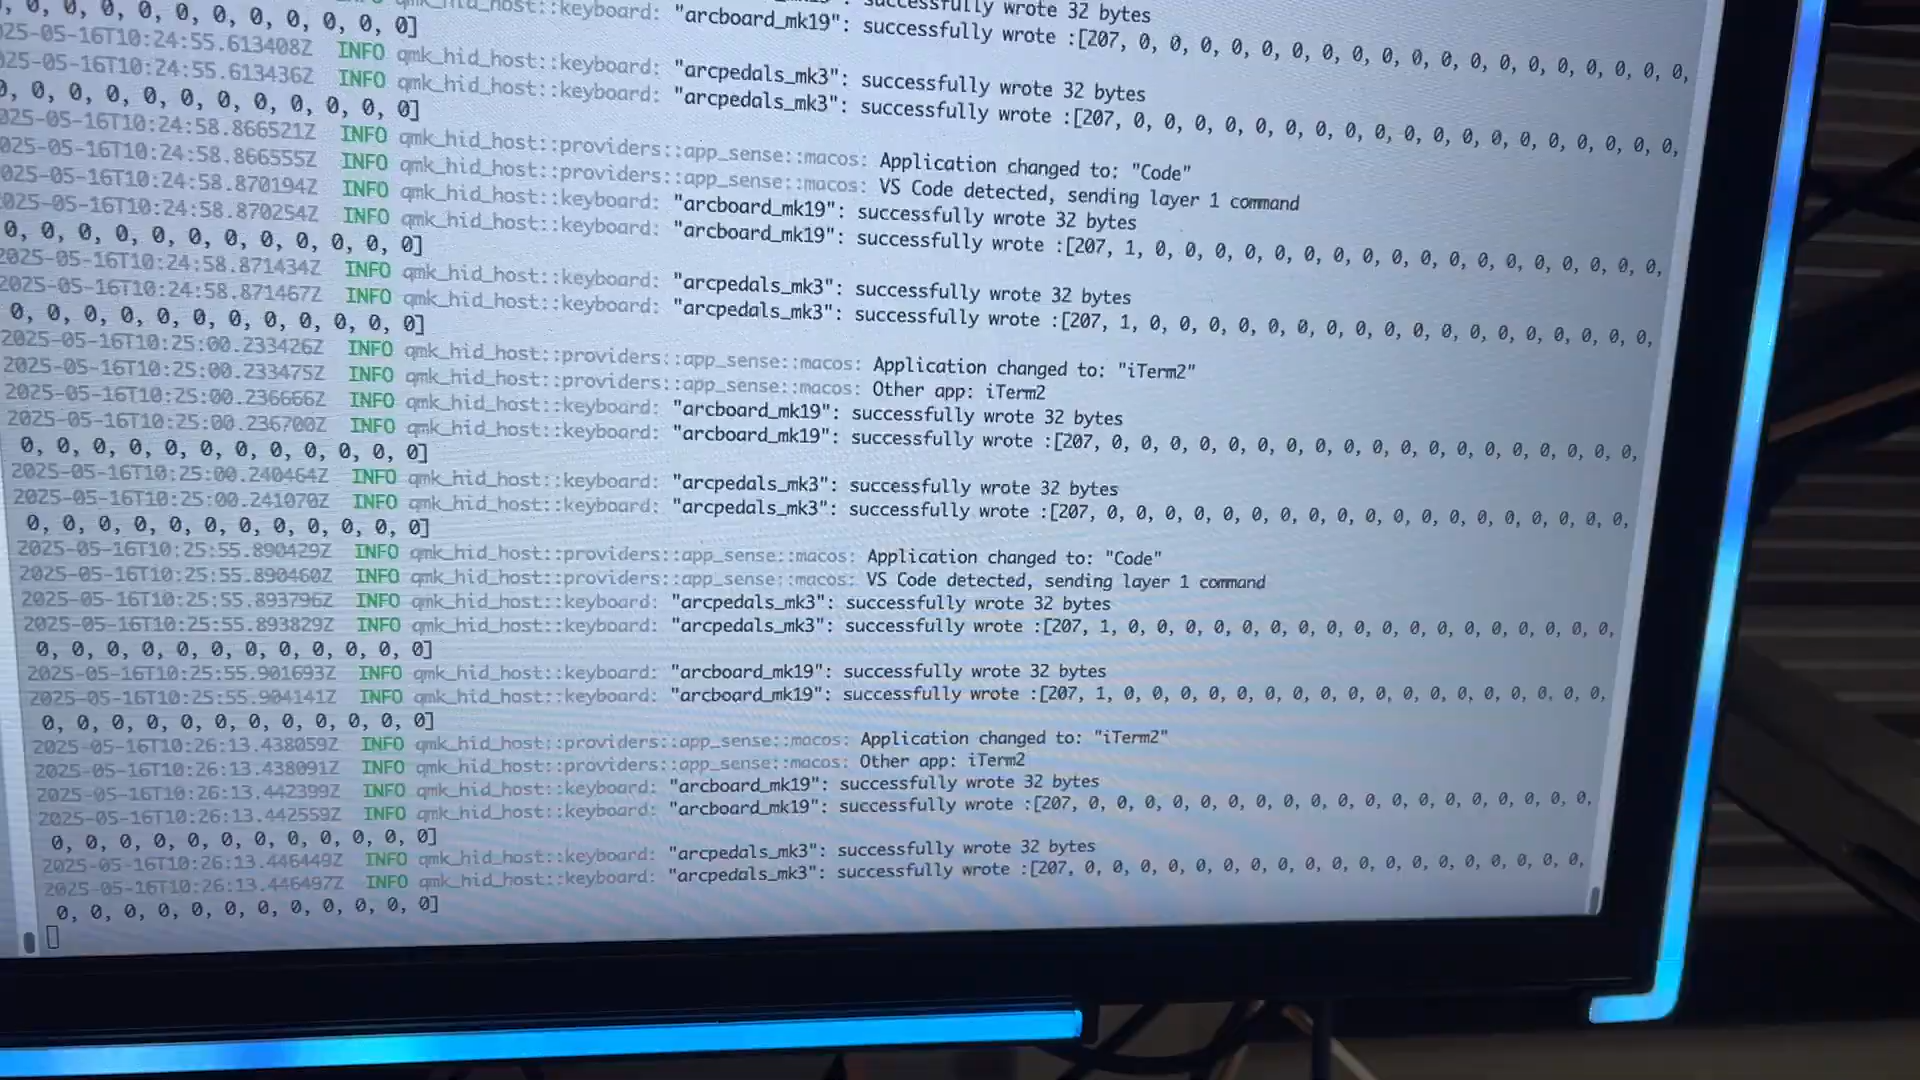 successfully wrote 32 bytes
qmk_hid_host::keyboard: "arcboard_mk19": successfully wrote :[207, 0, 0, 0, 0, 0, 0, 0, 0, 0, 0, 0, 0, 0, 0, 0, 0, 0, 0, 0,
0, 0, 0, 0, 0, 0, 0, 0, 0, 0, 0, 0]
025-05-16T10:24:55.613408Z INFO qmk_hid_host::keyboard: "arcpedals_mk3": successfully wrote 32 bytes
025-05-16T10:24:55.613436Z INFO qmk_hid_host::keyboard: "arcpedals_mk3": successfully wrote :[207, 0, 0, 0, 0, 0, 0, 0, 0, 0, 0, 0, 0, 0, 0, 0, 0, 0, 0, 0,
0, 0, 0, 0, 0, 0, 0, 0, 0, 0, 0, 0]
2025-05-16T10:24:58.866521Z INFO qmk_hid_host::providers::app_sense::macos: Application changed to: "Code"
2025-05-16T10:24:58.866555Z INFO qmk_hid_host::providers::app_sense::macos: VS Code detected, sending layer 1 command
2025-05-16T10:24:58.870194Z INFO qmk_hid_host::keyboard: "arcboard_mk19": successfully wrote 32 bytes
2025-05-16T10:24:58.870254Z INFO qmk_hid_host::keyboard: "arcboard_mk19": successfully wrote :[207, 1, 0, 0, 0, 0, 0, 0, 0, 0, 0, 0, 0, 0, 0, 0, 0, 0, 0, 0,
0, 0, 0, 0, 0, 0, 0, 0, 0, 0, 0, 0]
2025-05-16T10:24:58.871434Z INFO qmk_hid_host::keyboard: "arcpedals_mk3": successfully wrote 32 bytes
2025-05-16T10:24:58.871467Z INFO qmk_hid_host::keyboard: "arcpedals_mk3": successfully wrote :[207, 1, 0, 0, 0, 0, 0, 0, 0, 0, 0, 0, 0, 0, 0, 0, 0, 0, 0, 0,
0, 0, 0, 0, 0, 0, 0, 0, 0, 0, 0, 0]
2025-05-16T10:25:00.233426Z INFO qmk_hid_host::providers::app_sense::macos: Application changed to: "iTerm2"
2025-05-16T10:25:00.233475Z INFO qmk_hid_host::providers::app_sense::macos: Other app: iTerm2
2025-05-16T10:25:00.236666Z INFO qmk_hid_host::keyboard: "arcboard_mk19": successfully wrote 32 bytes
2025-05-16T10:25:00.236700Z INFO qmk_hid_host::keyboard: "arcboard_mk19": successfully wrote :[207, 0, 0, 0, 0, 0, 0, 0, 0, 0, 0, 0, 0, 0, 0, 0, 0, 0, 0, 0,
0, 0, 0, 0, 0, 0, 0, 0, 0, 0, 0, 0]
2025-05-16T10:25:00.240464Z INFO qmk_hid_host::keyboard: "arcpedals_mk3": successfully wrote 32 bytes
2025-05-16T10:25:00.241070Z INFO qmk_hid_host::keyboard: "arcpedals_mk3": successfully wrote :[207, 0, 0, 0, 0, 0, 0, 0, 0, 0, 0, 0, 0, 0, 0, 0, 0, 0, 0, 0,
0, 0, 0, 0, 0, 0, 0, 0, 0, 0, 0, 0]
2025-05-16T10:25:55.890429Z INFO qmk_hid_host::providers::app_sense::macos: Application changed to: "Code"
2025-05-16T10:25:55.890460Z INFO qmk_hid_host::providers::app_sense::macos: VS Code detected, sending layer 1 command
2025-05-16T10:25:55.893796Z INFO qmk_hid_host::keyboard: "arcpedals_mk3": successfully wrote 32 bytes
2025-05-16T10:25:55.893829Z INFO qmk_hid_host::keyboard: "arcpedals_mk3": successfully wrote :[207, 1, 0, 0, 0, 0, 0, 0, 0, 0, 0, 0, 0, 0, 0, 0, 0, 0, 0, 0,
0, 0, 0, 0, 0, 0, 0, 0, 0, 0, 0, 0]
2025-05-16T10:25:55.901693Z INFO qmk_hid_host::keyboard: "arcboard_mk19": successfully wrote 32 bytes
2025-05-16T10:25:55.904141Z INFO qmk_hid_host::keyboard: "arcboard_mk19": successfully wrote :[207, 1, 0, 0, 0, 0, 0, 0, 0, 0, 0, 0, 0, 0, 0, 0, 0, 0, 0, 0,
0, 0, 0, 0, 0, 0, 0, 0, 0, 0, 0, 0]
2025-05-16T10:26:13.438059Z INFO qmk_hid_host::providers::app_sense::macos: Application changed to: "iTerm2"
2025-05-16T10:26:13.438091Z INFO qmk_hid_host::providers::app_sense::macos: Other app: iTerm2
2025-05-16T10:26:13.442399Z INFO qmk_hid_host::keyboard: "arcboard_mk19": successfully wrote 32 bytes
2025-05-16T10:26:13.442559Z INFO qmk_hid_host::keyboard: "arcboard_mk19": successfully wrote :[207, 0, 0, 0, 0, 0, 0, 0, 0, 0, 0, 0, 0, 0, 0, 0, 0, 0, 0, 0,
0, 0, 0, 0, 0, 0, 0, 0, 0, 0, 0, 0]
2025-05-16T10:26:13.446449Z INFO qmk_hid_host::keyboard: "arcpedals_mk3": successfully wrote 32 bytes
2025-05-16T10:26:13.446497Z INFO qmk_hid_host::keyboard: "arcpedals_mk3": successfully wrote :[207, 0, 0, 0, 0, 0, 0, 0, 0, 0, 0, 0, 0, 0, 0, 0, 0, 0, 0, 0,
0, 0, 0, 0, 0, 0, 0, 0, 0, 0, 0, 0]